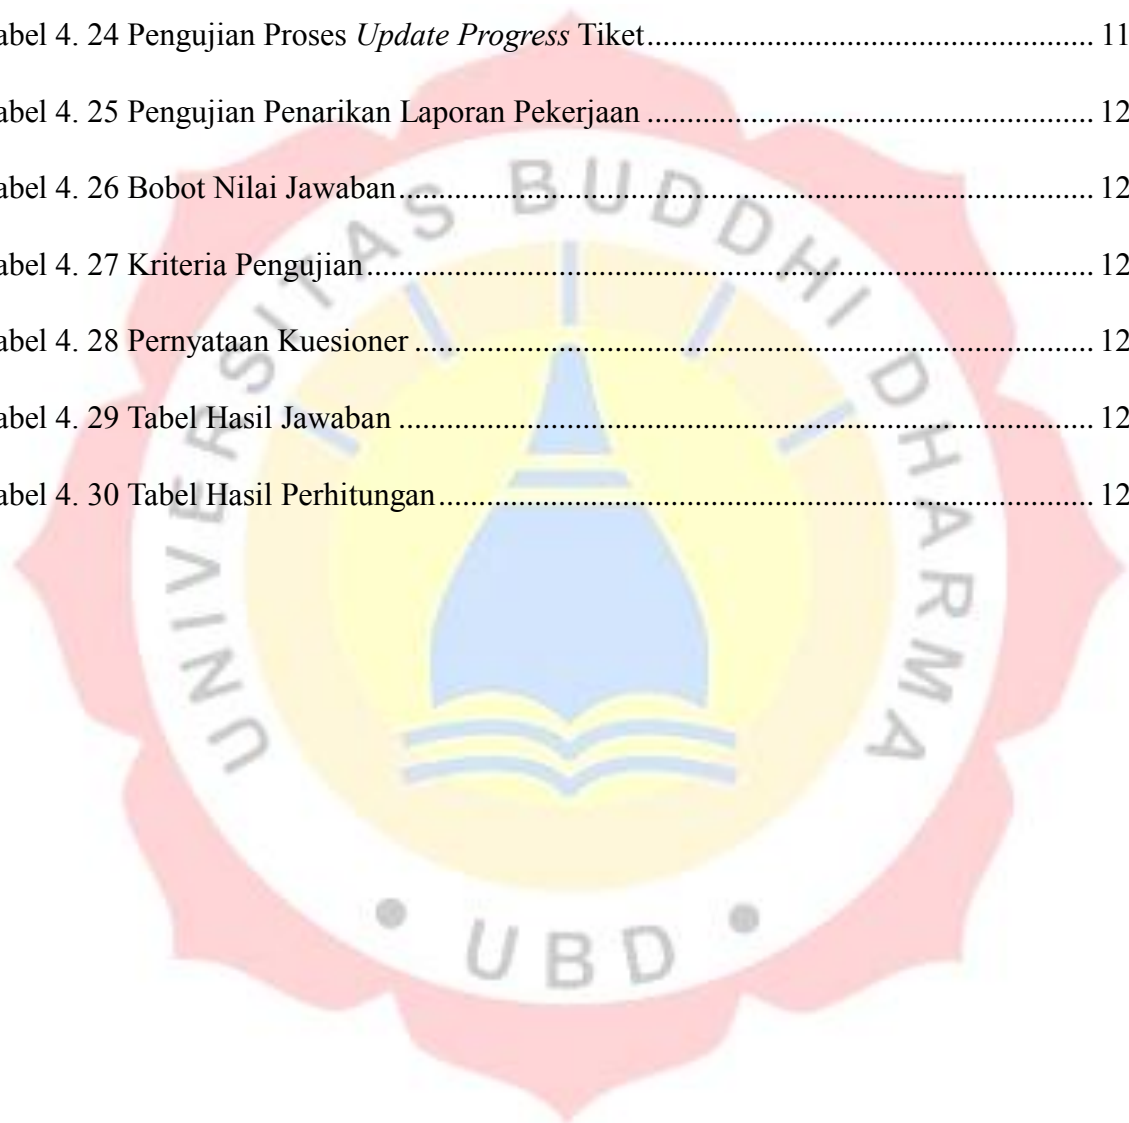 abel 4. 24 Pengujian Proses Update Progress Tiket.......................................................... 11
abel 4. 25 Pengujian Penarikan Laporan Pekerjaan .......................................................... 12
abel 4. 26 Bobot Nilai Jawaban.......................................................................................... 12
abel 4. 27 Kriteria Pengujian.............................................................................................. 12
abel 4. 28 Pernyataan Kuesioner ........................................................................................ 12
abel 4. 29 Tabel Hasil Jawaban .......................................................................................... 12
abel 4. 30 Tabel Hasil Perhitungan..................................................................................... 12
UNIVERSITAS BUDDHI DHARMA
• UBD •